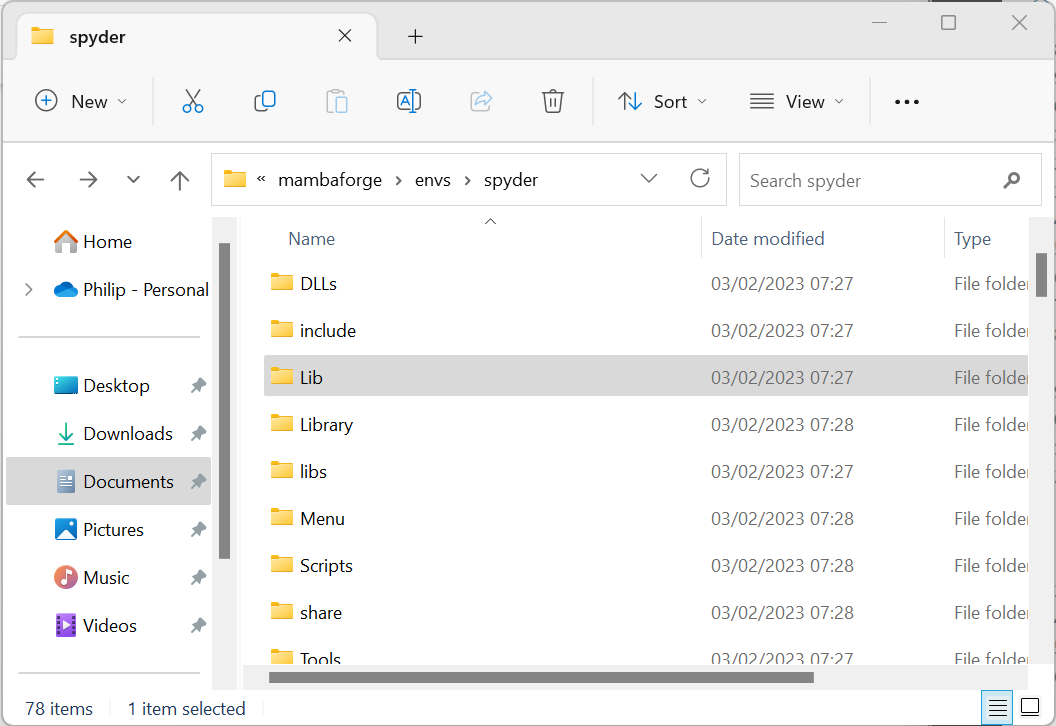 spyder
New
Sort
View
« mambaforge > envs > spyder
Search spyder
Name Date modified Type
Home
Philip - Personal
Desktop
Downloads
Documents
Pictures
Music
Videos
DLLs 03/02/2023 07:27 File folder
include 03/02/2023 07:27 File folder
Lib 03/02/2023 07:27 File folder
Library 03/02/2023 07:28 File folder
libs 03/02/2023 07:27 File folder
Menu 03/02/2023 07:28 File folder
Scripts 03/02/2023 07:28 File folder
share 03/02/2023 07:28 File folder
Tools 03/02/2023 07:27 File folder
78 items 1 item selected